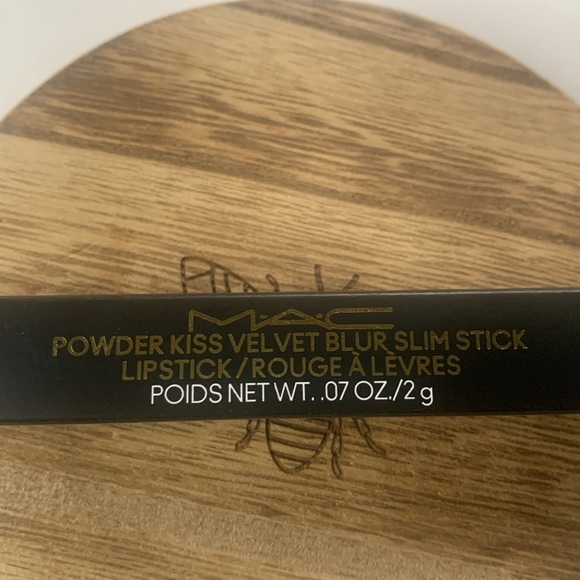 M·A·C
POWDER KISS VELVET BLUR SLIM STICK
LIPSTICK/ROUGE À LÈVRES
POIDS NET WT. .07 OZ./2 g